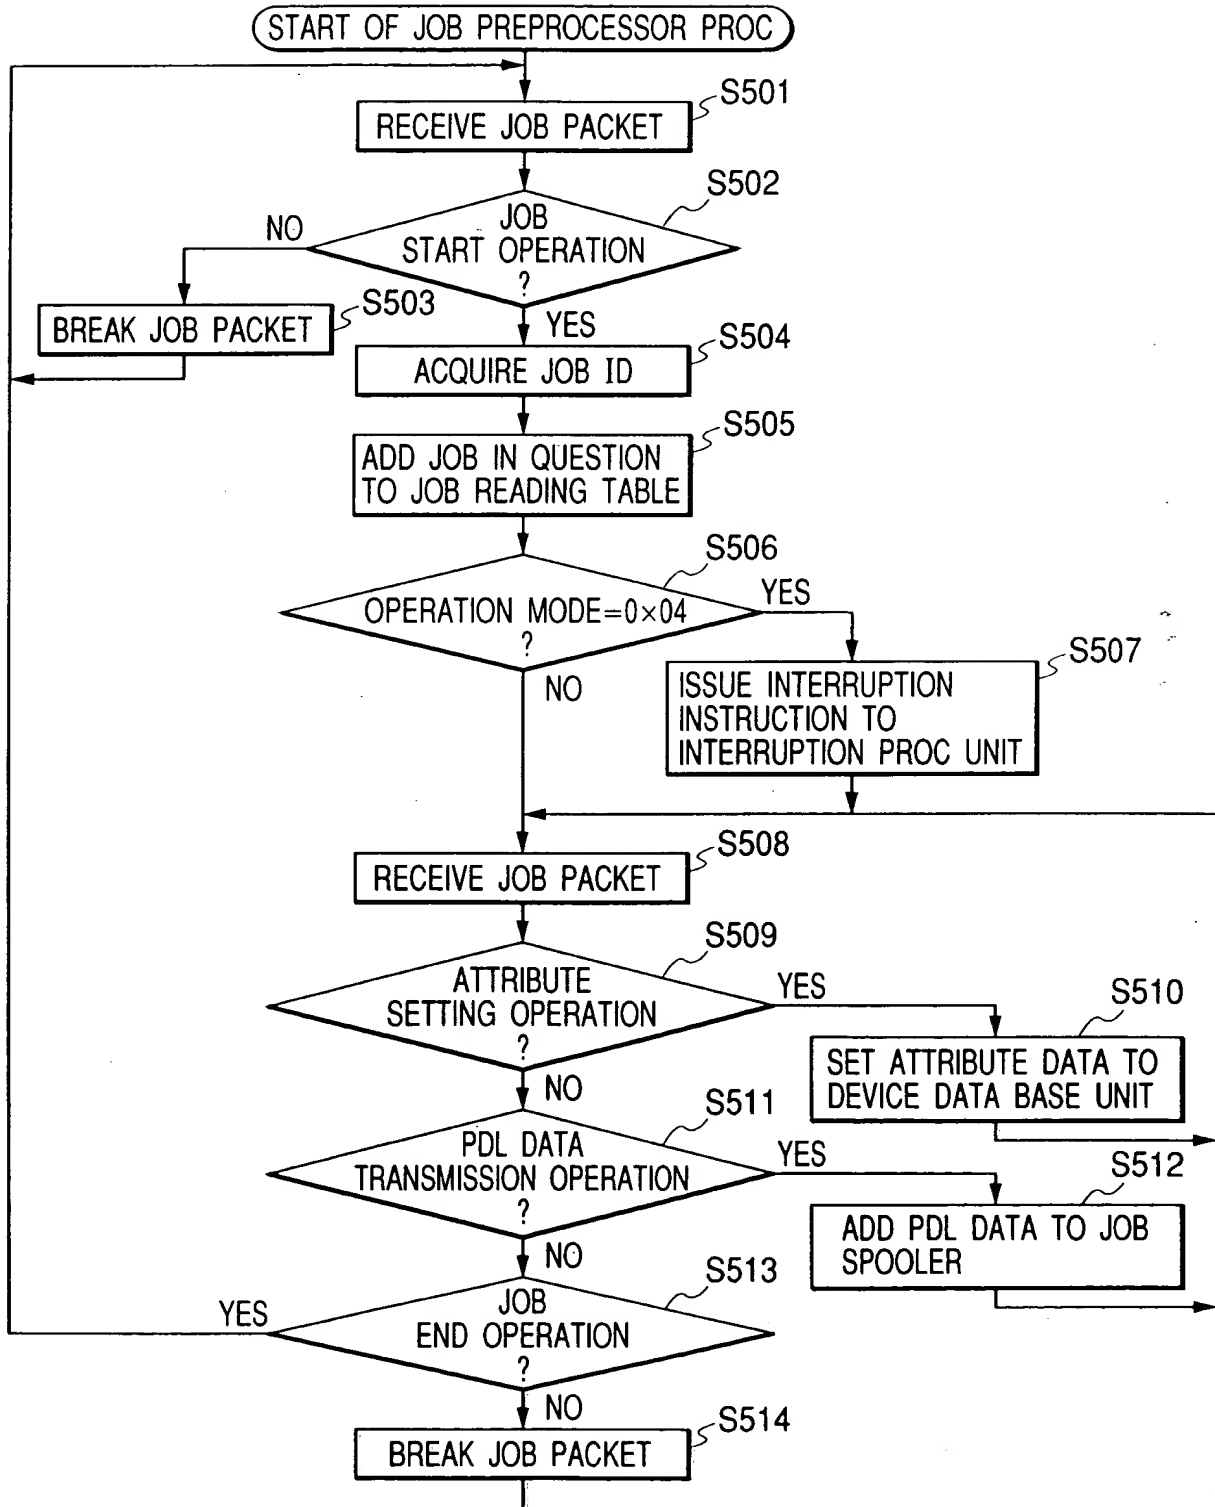 START OF JOB PREPROCESSOR PROC
S501
RECEIVE JOB PACKET
S502
JOB
START OPERATION
?
NO
YES
S503
BREAK JOB PACKET
S504
ACQUIRE JOB ID
S505
ADD JOB IN QUESTION
TO JOB READING TABLE
S506
OPERATION MODE=0×04
?
YES
NO
S507
ISSUE INTERRUPTION
INSTRUCTION TO
INTERRUPTION PROC UNIT
S508
RECEIVE JOB PACKET
S509
ATTRIBUTE
SETTING OPERATION
?
YES
NO
S510
SET ATTRIBUTE DATA TO
DEVICE DATA BASE UNIT
S511
PDL DATA
TRANSMISSION OPERATION
?
YES
NO
S512
ADD PDL DATA TO JOB
SPOOLER
S513
JOB
END OPERATION
?
YES
NO
S514
BREAK JOB PACKET